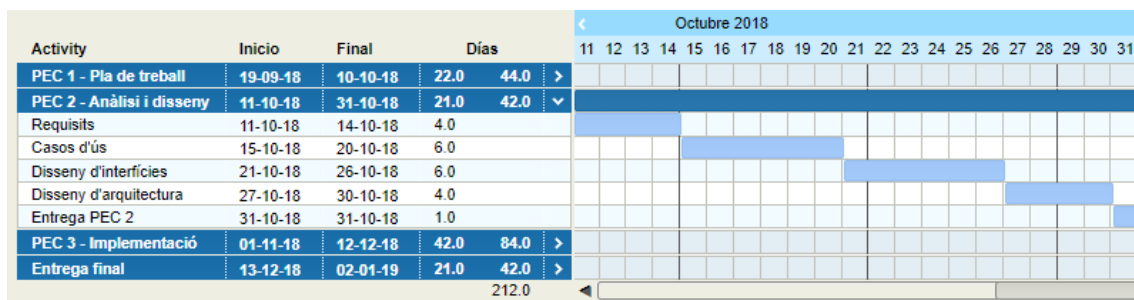 Octubre 2018
Activity Inicio Final Días 11 12 13 14 15 16 17 18 19 20 21 22 23 24 25 26 27 28 29 30 31
PEC 1 - Pla de treball 19-09-18 10-10-18 22.0 44.0
PEC 2 - Anàlisi i disseny 11-10-18 31-10-18 21.0 42.0
Requisits 11-10-18 14-10-18 4.0
Casos d'ús 15-10-18 20-10-18 6.0
Disseny d'interfícies 21-10-18 26-10-18 6.0
Disseny d'arquitectura 27-10-18 30-10-18 4.0
Entrega PEC 2 31-10-18 31-10-18 1.0
PEC 3 - Implementació 01-11-18 12-12-18 42.0 84.0
Entrega final 13-12-18 02-01-19 21.0 42.0
212.0